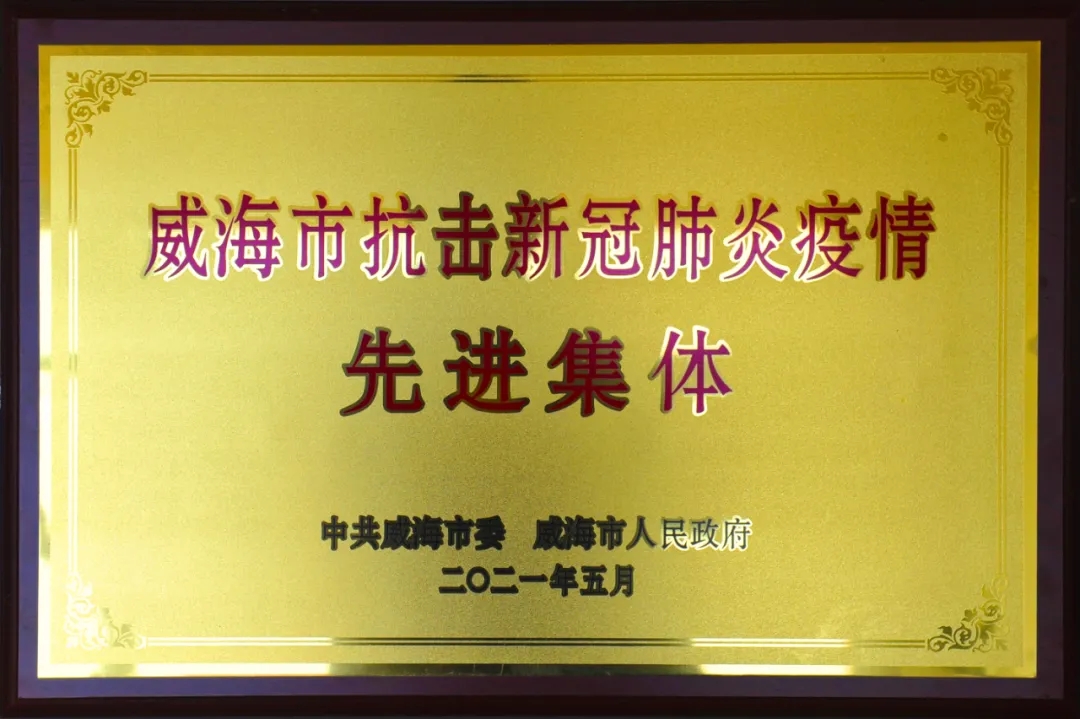 威海市抗击新冠肺炎疫情
先进集体
中共威海市委 威海市人民政府
二〇二一年五月